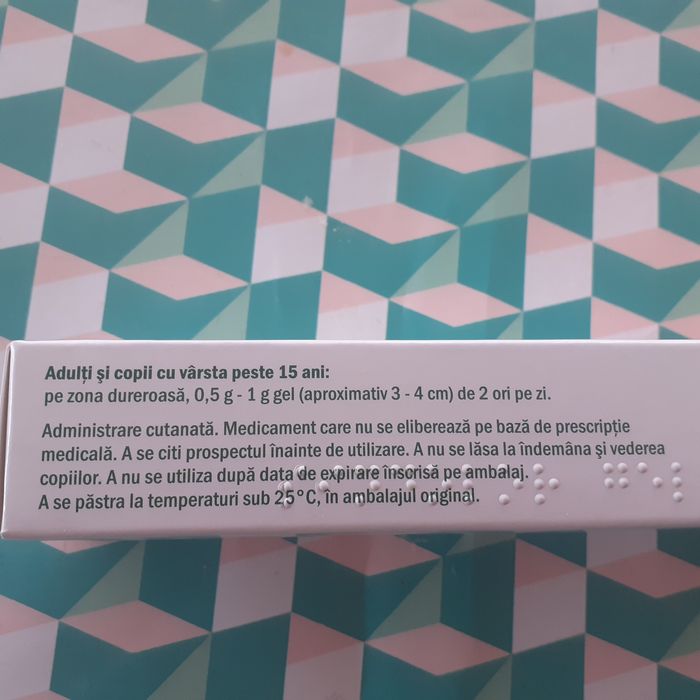 Adulți şi copii cu vârsta peste 15 ani:
pe zona dureroasă, 0,5 g - 1 g gel (aproximativ 3 - 4 cm) de 2 ori pe zi.
Administrare cutanată. Medicament care nu se eliberează pe bază de prescripție
medicală. A se citi prospectul înainte de utilizare. A nu se lăsa la îndemâna şi vederea
copiilor. A nu se utiliza după data de expirare însorisă pe ambalaj.
A se păstra la temperaturi sub 25°C, în ambalajul original.